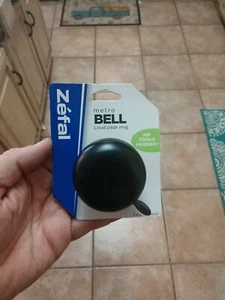 Zéfal
metro
BELL
Loud clear ring
NO
TOOLS
NEEDED!